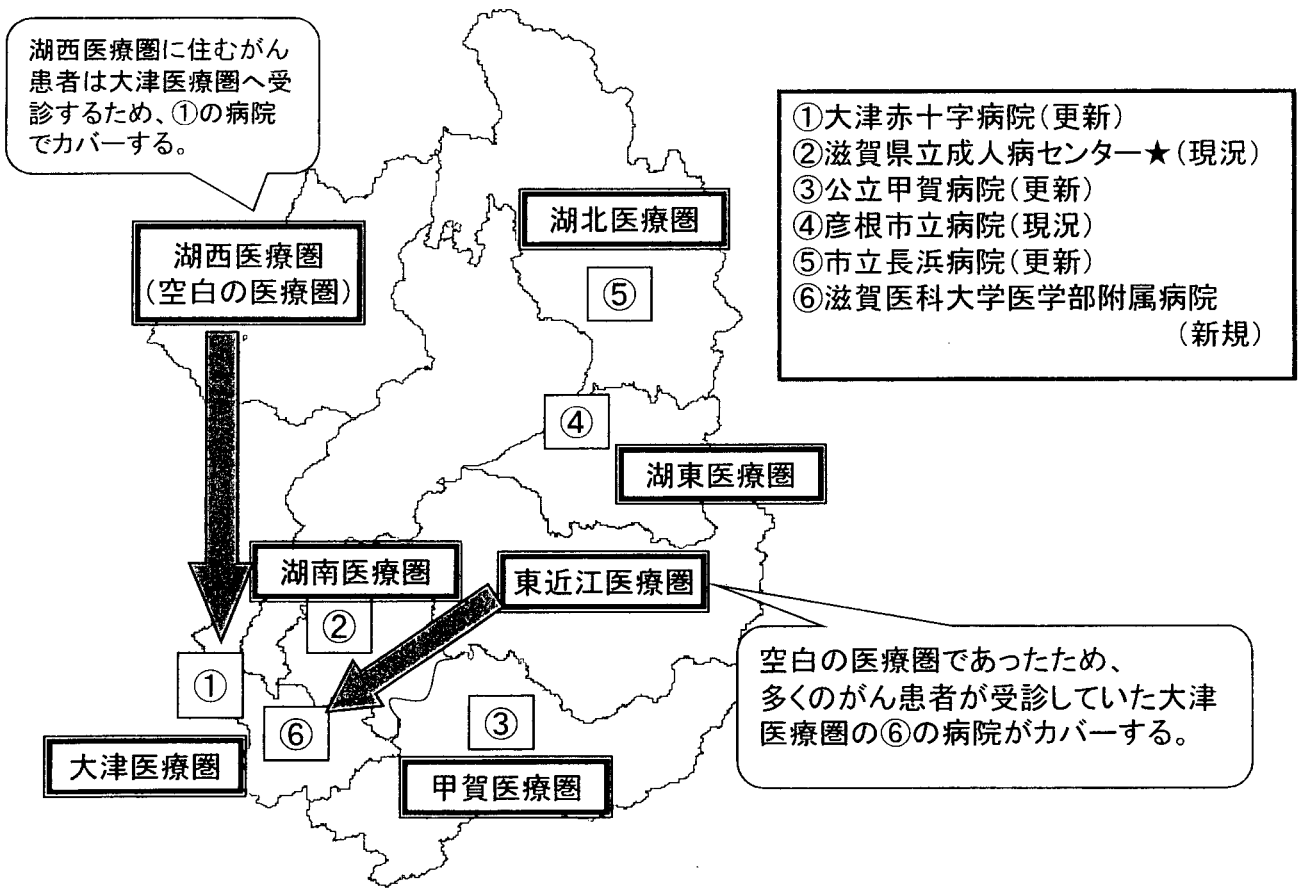 湖西医療圏に住むがん
患者は大津医療圏へ受
診するため、①の病院
でカバーする。
①大津赤十字病院(更新)
②滋賀県立成人病センター★(現況)
③公立甲賀病院(更新)
④彦根市立病院(現況)
⑤市立長浜病院(更新)
⑥滋賀医科大学医学部附属病院
(新規)
湖北医療圏
湖西医療圏
(空白の医療圏)
⑤
④
湖東医療圏
湖南医療圏
東近江医療圏
②
①
⑥
③
空白の医療圏であったため、
多くのがん患者が受診していた大津
医療圏の⑥の病院がカバーする。
大津医療圏
甲賀医療圏